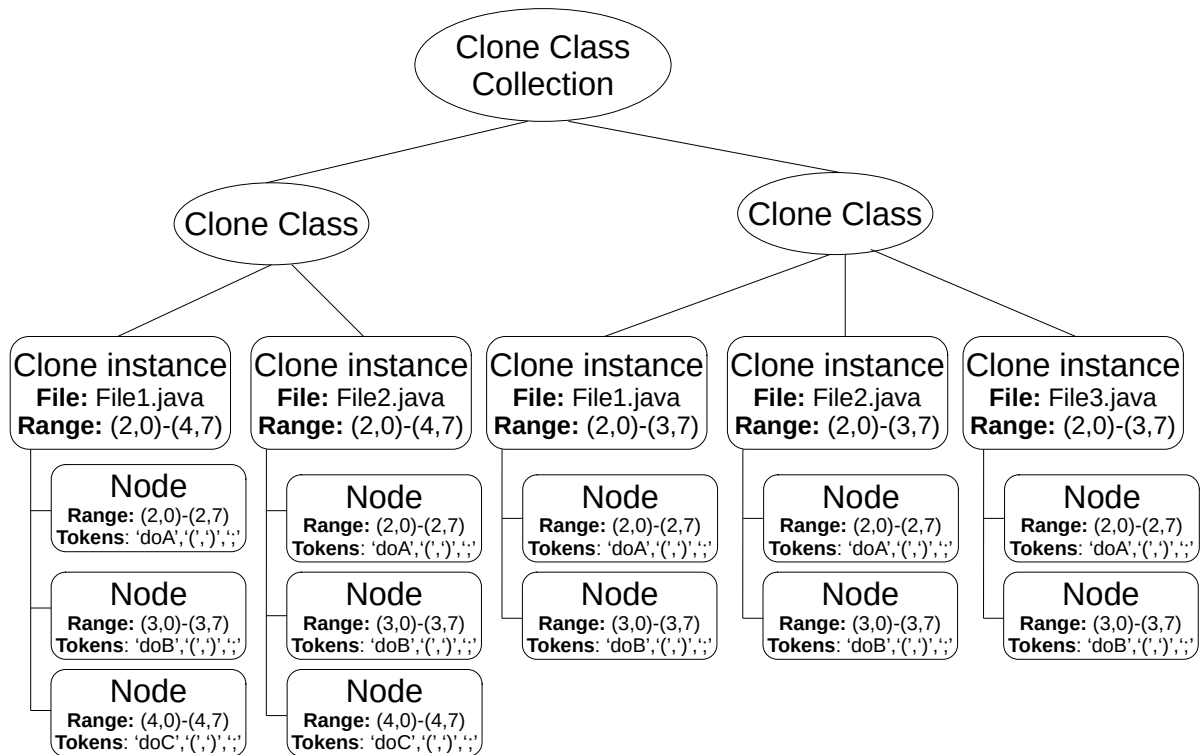 Clone Class
Collection
Clone Class
Clone Class
Clone instance
File: File1.java
Range: (2,0)-(4,7)
Clone instance
File: File2.java
Range: (2,0)-(4,7)
Clone instance
File: File1.java
Range: (2,0)-(3,7)
Clone instance
File: File2.java
Range: (2,0)-(3,7)
Clone instance
File: File3.java
Range: (2,0)-(3,7)
Node
Range: (2,0)-(2,7)
Tokens: ‘doA’,‘(’,‘)’,‘;’
Node
Range: (3,0)-(3,7)
Tokens: ‘doB’,‘(’,‘)’,‘;’
Node
Range: (4,0)-(4,7)
Tokens: ‘doC’,‘(’,‘)’,‘;’
Node
Range: (2,0)-(2,7)
Tokens: ‘doA’,‘(’,‘)’,‘;’
Node
Range: (3,0)-(3,7)
Tokens: ‘doB’,‘(’,‘)’,‘;’
Node
Range: (4,0)-(4,7)
Tokens: ‘doC’,‘(’,‘)’,‘;’
Node
Range: (2,0)-(2,7)
Tokens: ‘doA’,‘(’,‘)’,‘;’
Node
Range: (3,0)-(3,7)
Tokens: ‘doB’,‘(’,‘)’,‘;’
Node
Range: (2,0)-(2,7)
Tokens: ‘doA’,‘(’,‘)’,‘;’
Node
Range: (3,0)-(3,7)
Tokens: ‘doB’,‘(’,‘)’,‘;’
Node
Range: (2,0)-(2,7)
Tokens: ‘doA’,‘(’,‘)’,‘;’
Node
Range: (3,0)-(3,7)
Tokens: ‘doB’,‘(’,‘)’,‘;’